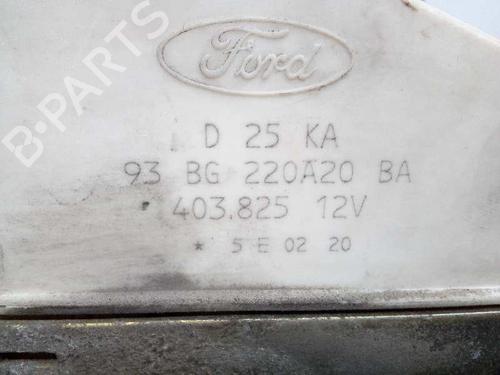 B-PARTS
Ford
D 25 KA
93 BG 220A20 BA
* 403.825 12V
* 5 E 02 20